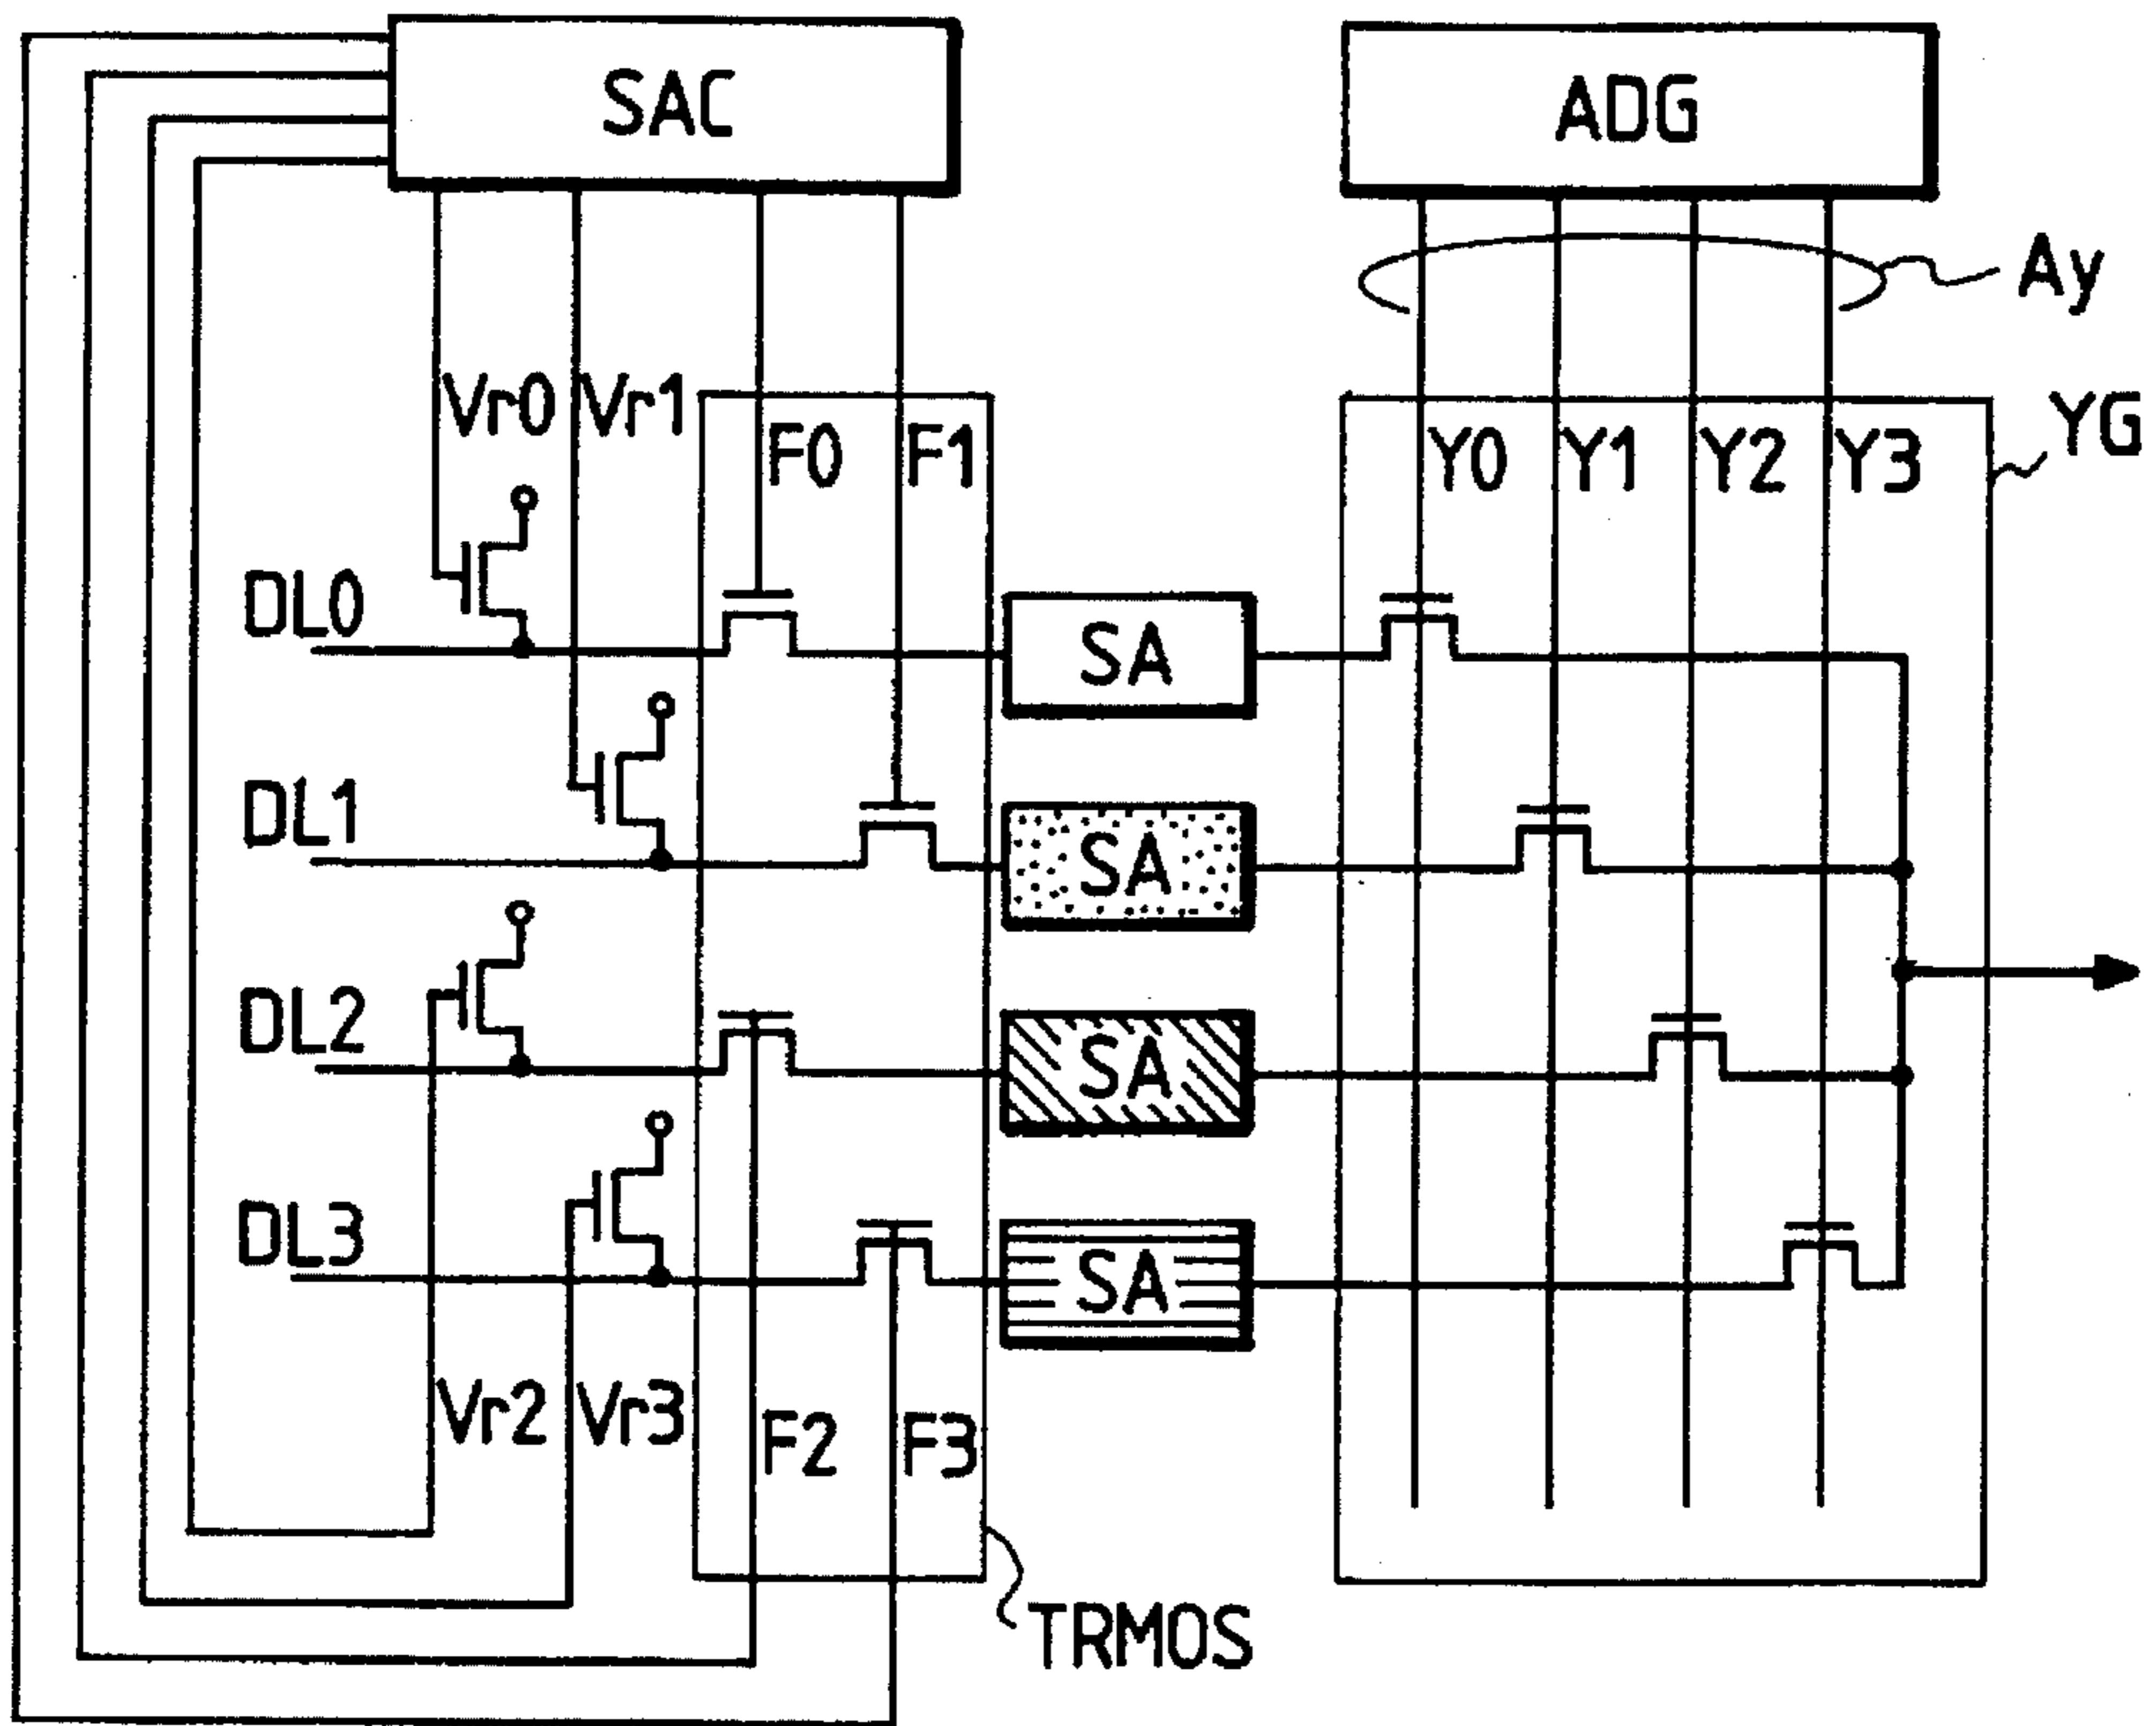 SAC
ADG
Ay
Vr0 Vr1
F0 F1
Y0 Y1 Y2 Y3
YG
DL0
SA
DL1
SA
DL2
SA
DL3
SA
Vr2 Vr3
F2 F3
TRMOS